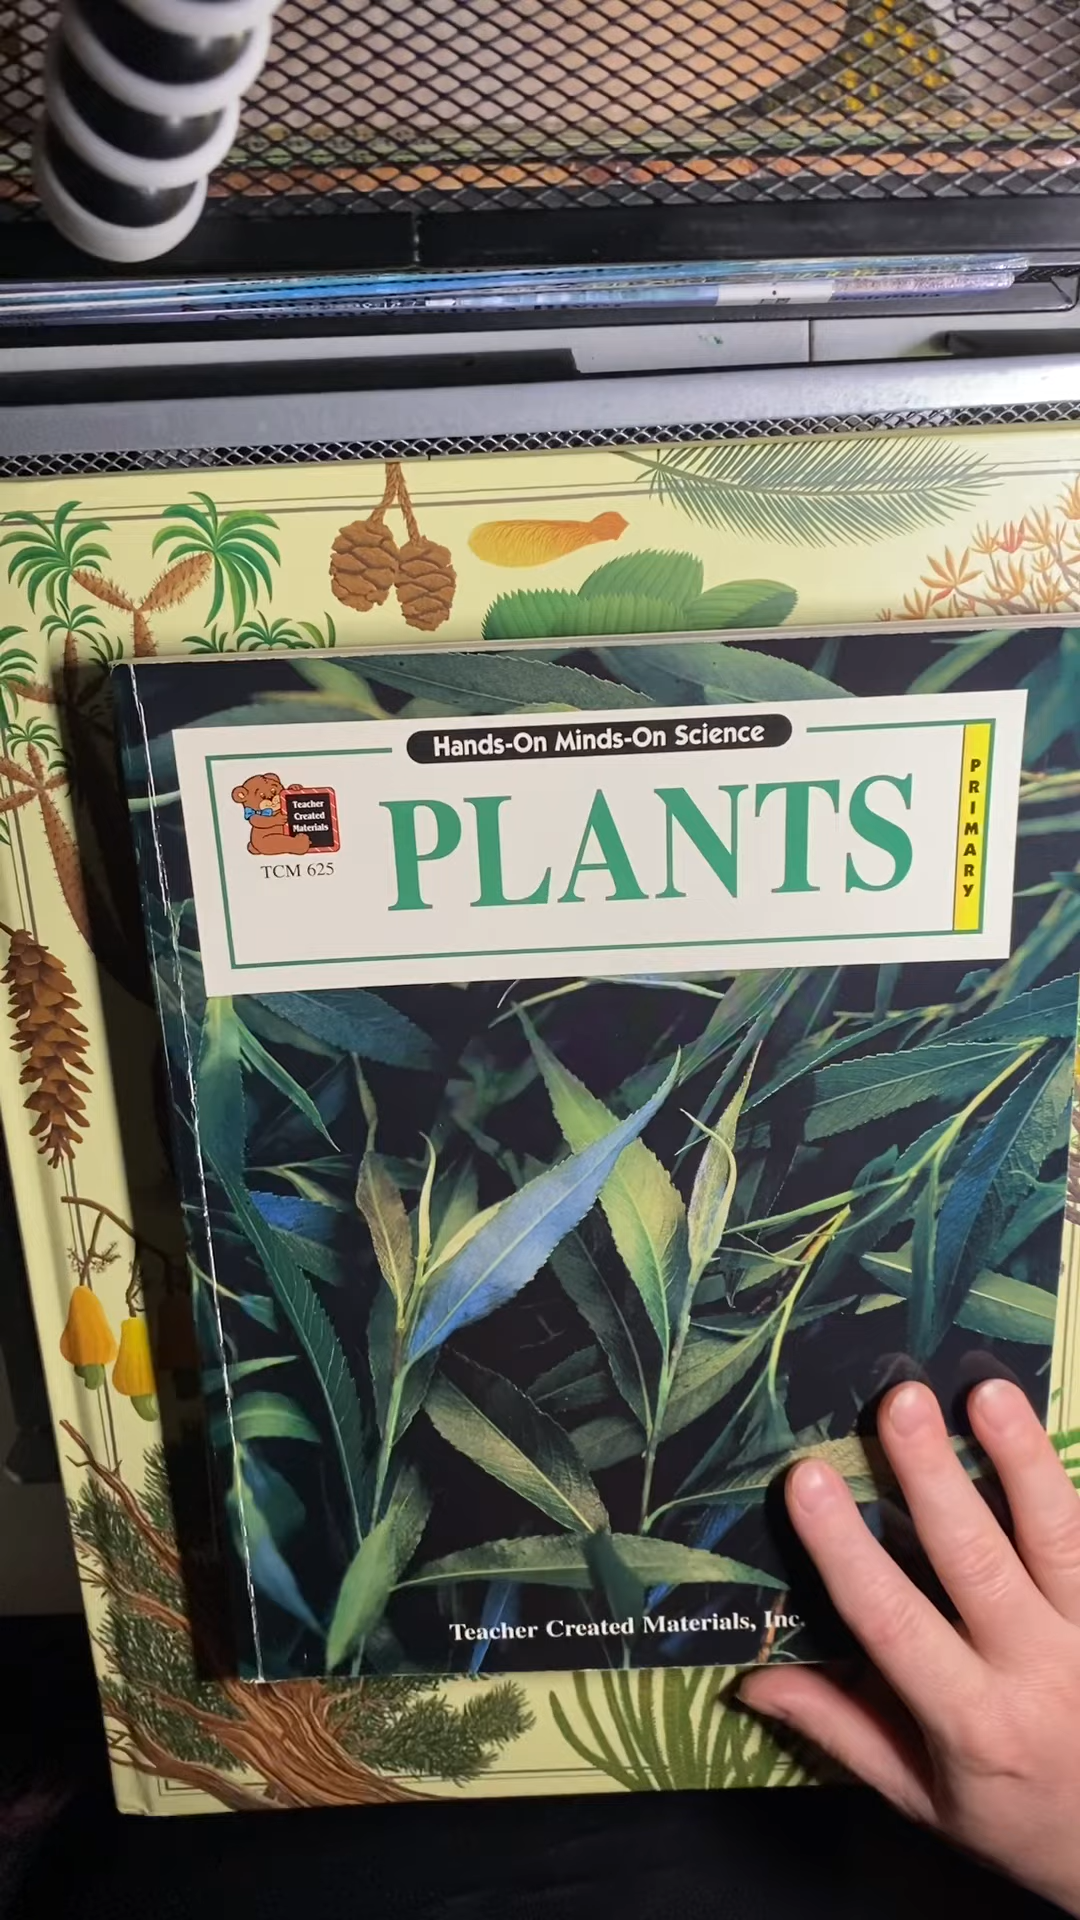 Hands-On Minds-On Science
Teacher
Created
Materials
TCM 625
PLANTS
PRIMARY
Teacher Created Materials, Inc.